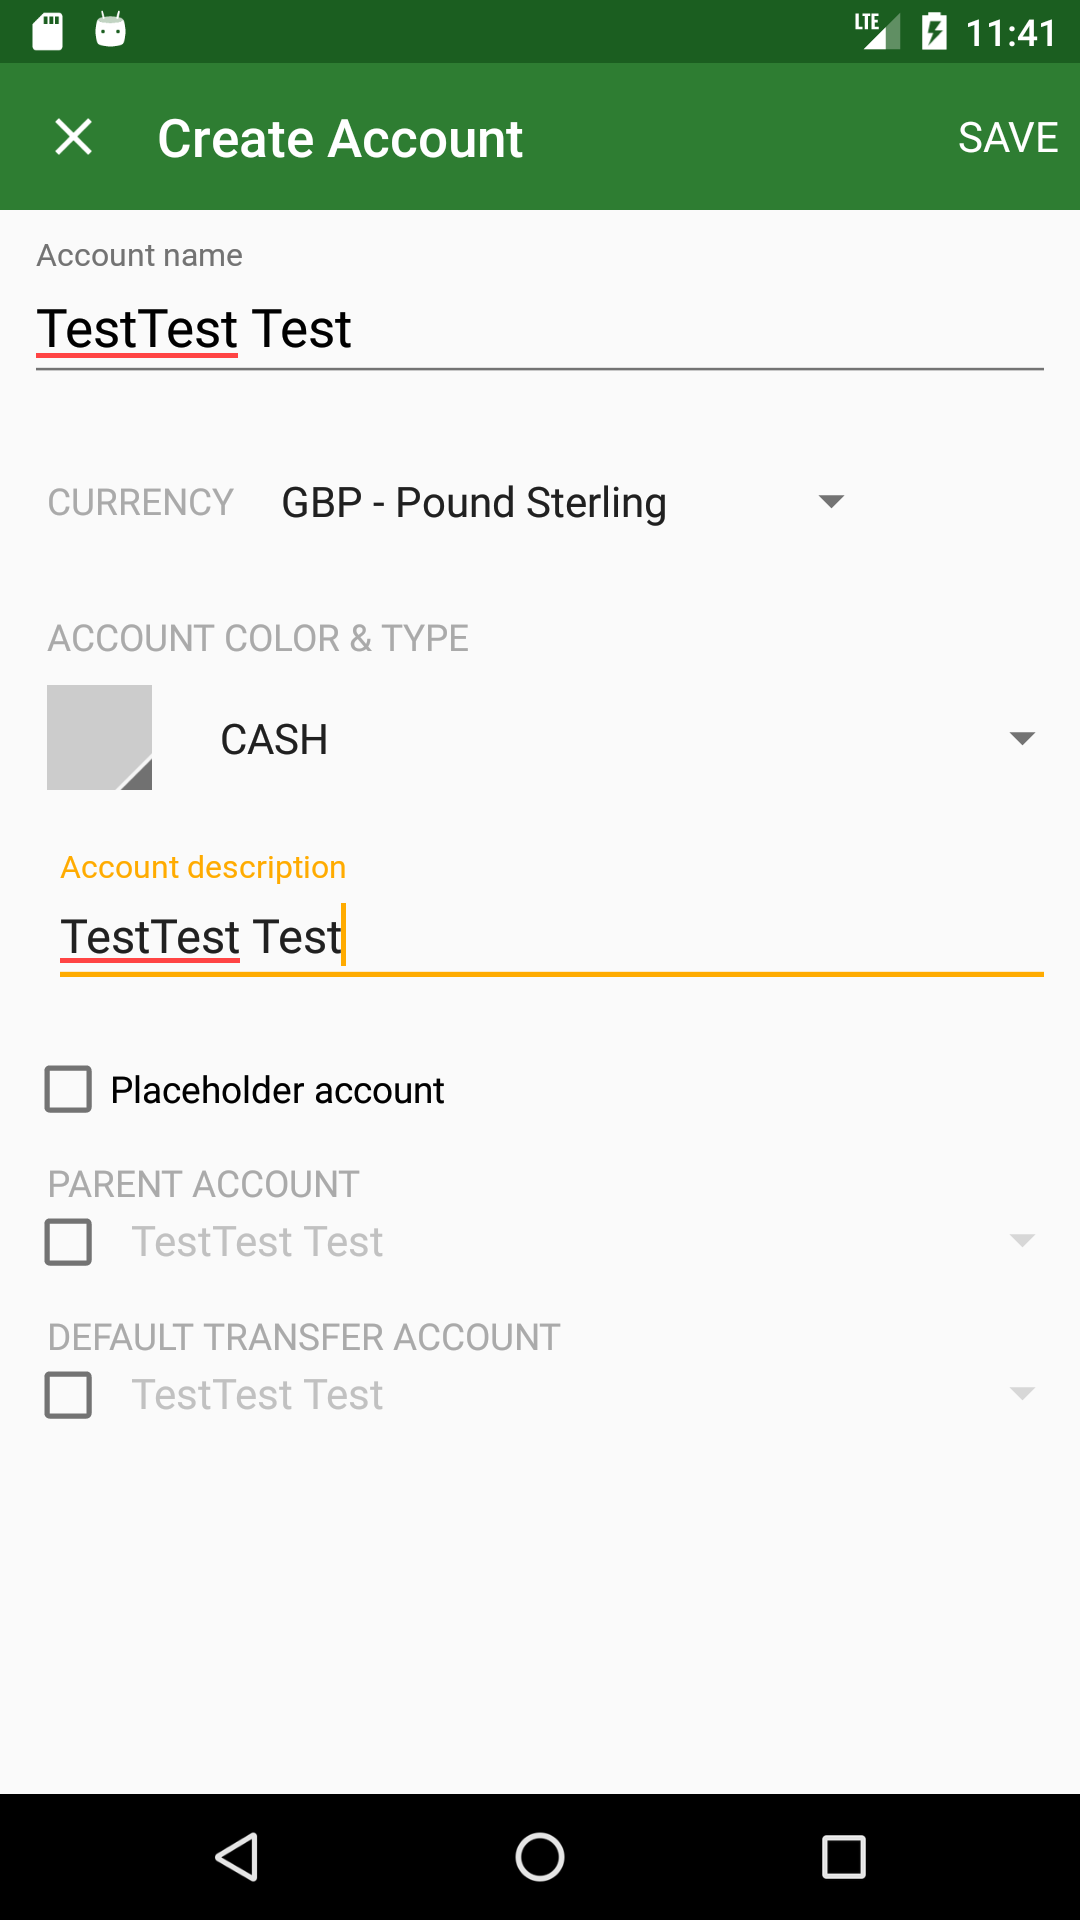 LTE 11:41
Create Account SAVE
Account name
TestTest Test
CURRENCY GBP - Pound Sterling
ACCOUNT COLOR & TYPE
CASH
Account description
TestTest Test
Placeholder account
PARENT ACCOUNT
TestTest Test
DEFAULT TRANSFER ACCOUNT
TestTest Test